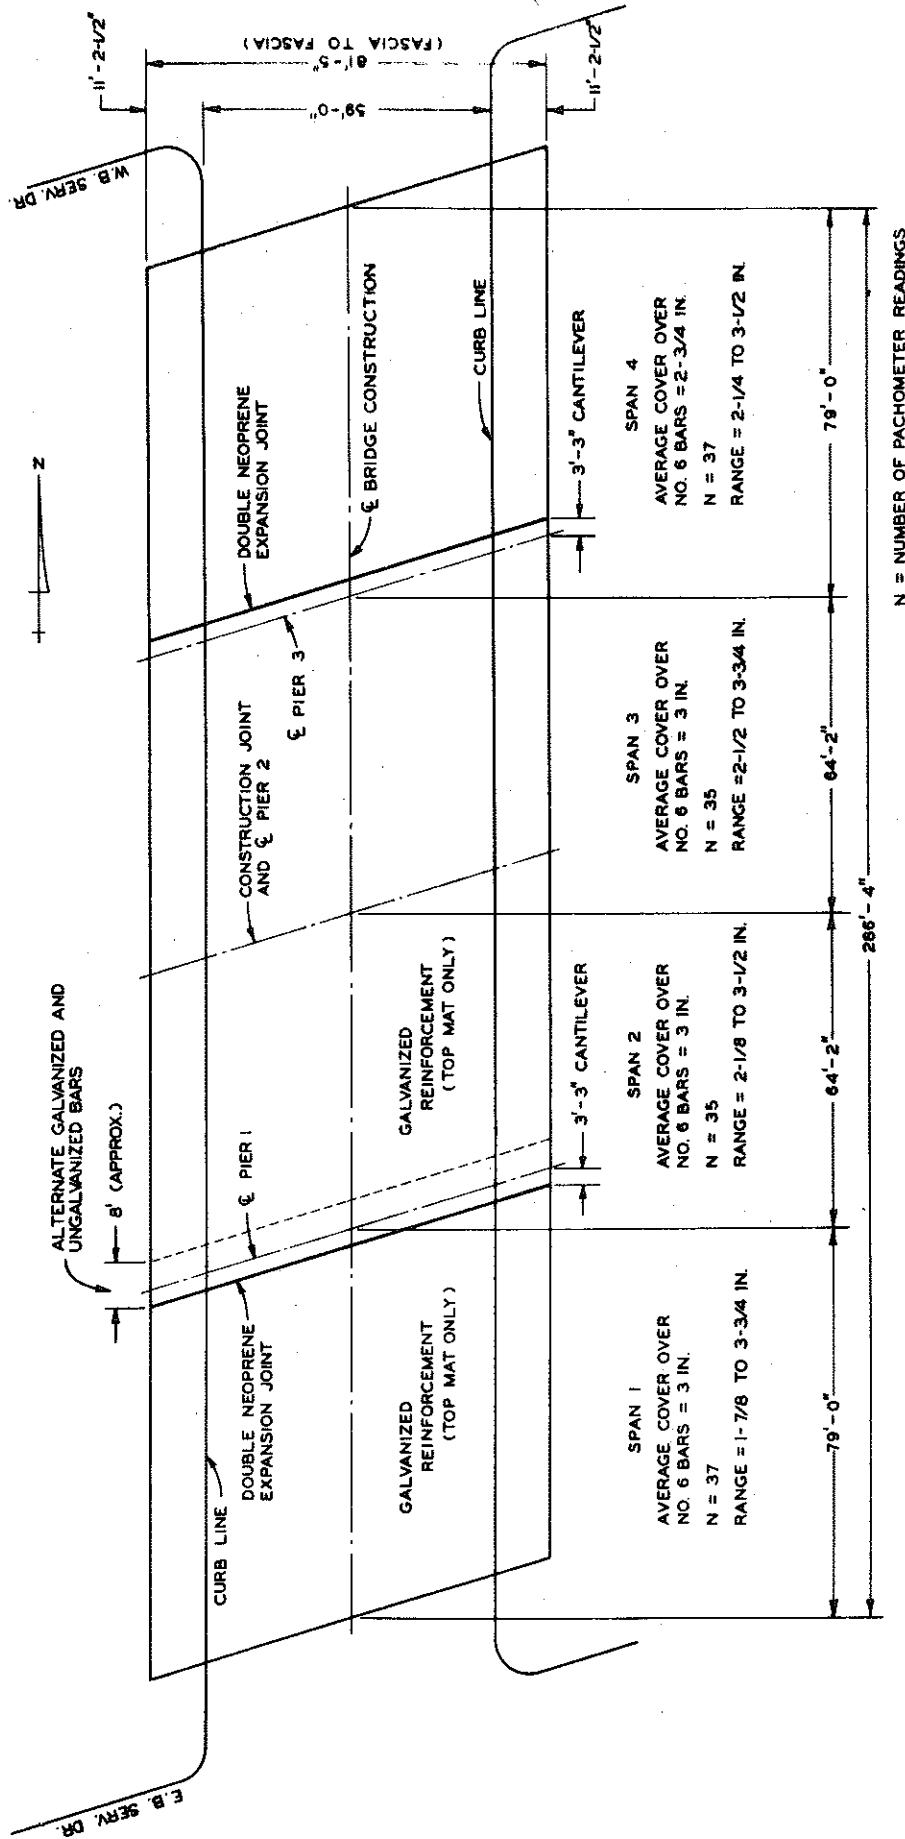 W.B. SERV. DR.
11'-2-1/2"
81'-5"
(FASCIA TO FASCIA)
59'-0"
11'-2-1/2"
N
ALTERNATE GALVANIZED AND
UNGALVANIZED BARS
8' (APPROX.)
℄ PIER 1
CONSTRUCTION JOINT
AND ℄ PIER 2
DOUBLE NEOPRENE
EXPANSION JOINT
℄ PIER 3
℄ BRIDGE CONSTRUCTION
CURB LINE
E.B. SERV. DR.
CURB LINE
DOUBLE NEOPRENE
EXPANSION JOINT
GALVANIZED
REINFORCEMENT
(TOP MAT ONLY)
GALVANIZED
REINFORCEMENT
(TOP MAT ONLY)
3'-3" CANTILEVER
3'-3" CANTILEVER
SPAN 1
AVERAGE COVER OVER
NO. 6 BARS = 3 IN.
N = 37
RANGE = 1-7/8 TO 3-3/4 IN.
SPAN 2
AVERAGE COVER OVER
NO. 6 BARS = 3 IN.
N = 35
RANGE = 2-1/8 TO 3-1/2 IN.
SPAN 3
AVERAGE COVER OVER
NO. 6 BARS = 3 IN.
N = 35
RANGE = 2-1/2 TO 3-3/4 IN.
SPAN 4
AVERAGE COVER OVER
NO. 6 BARS = 2-3/4 IN.
N = 37
RANGE = 2-1/4 TO 3-1/2 IN.
79'-0"
64'-2"
64'-2"
79'-0"
286'-4"
N = NUMBER OF PACHOMETER READINGS